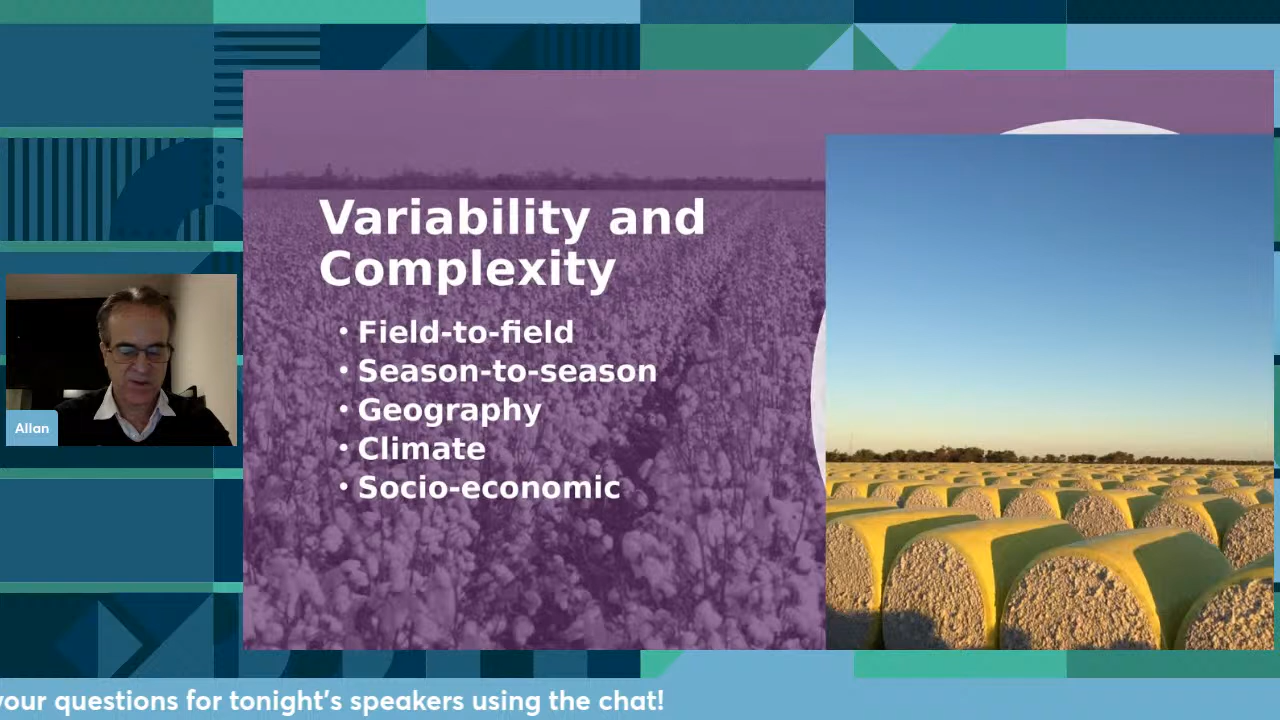 Variability and
Complexity
• Field-to-field
• Season-to-season
• Geography
• Climate
• Socio-economic
Allan
your questions for tonight's speakers using the chat!